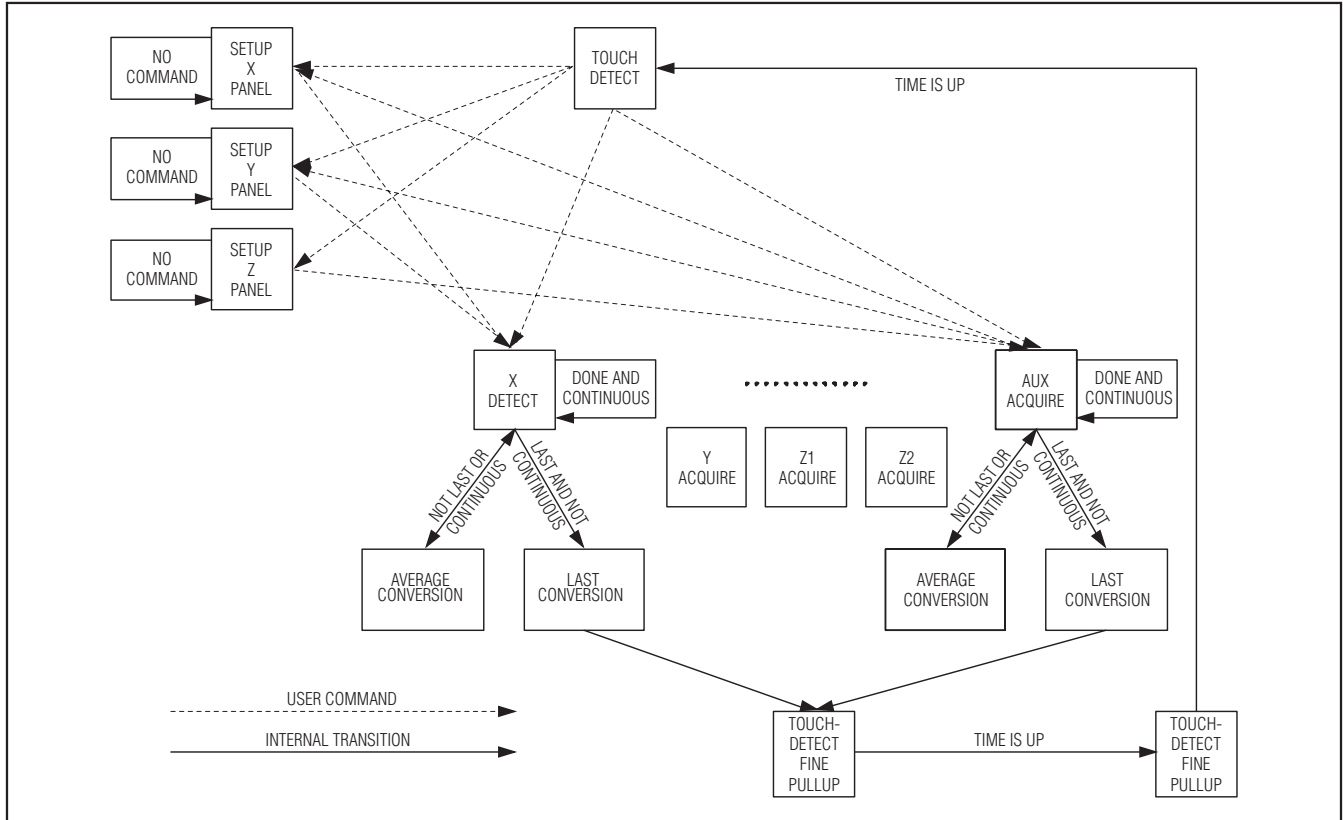 NO
COMMAND
SETUP
X
PANEL
TOUCH
DETECT
TIME IS UP
NO
COMMAND
SETUP
Y
PANEL
NO
COMMAND
SETUP
Z
PANEL
X
DETECT
DONE AND
CONTINUOUS
AUX
ACQUIRE
DONE AND
CONTINUOUS
Y
ACQUIRE
Z1
ACQUIRE
Z2
ACQUIRE
NOT LAST OR
CONTINUOUS
LAST AND NOT
CONTINUOUS
NOT LAST OR
CONTINUOUS
LAST AND NOT
CONTINUOUS
AVERAGE
CONVERSION
LAST
CONVERSION
AVERAGE
CONVERSION
LAST
CONVERSION
USER COMMAND
INTERNAL TRANSITION
TOUCH-
DETECT
FINE
PULLUP
TIME IS UP
TOUCH-
DETECT
FINE
PULLUP